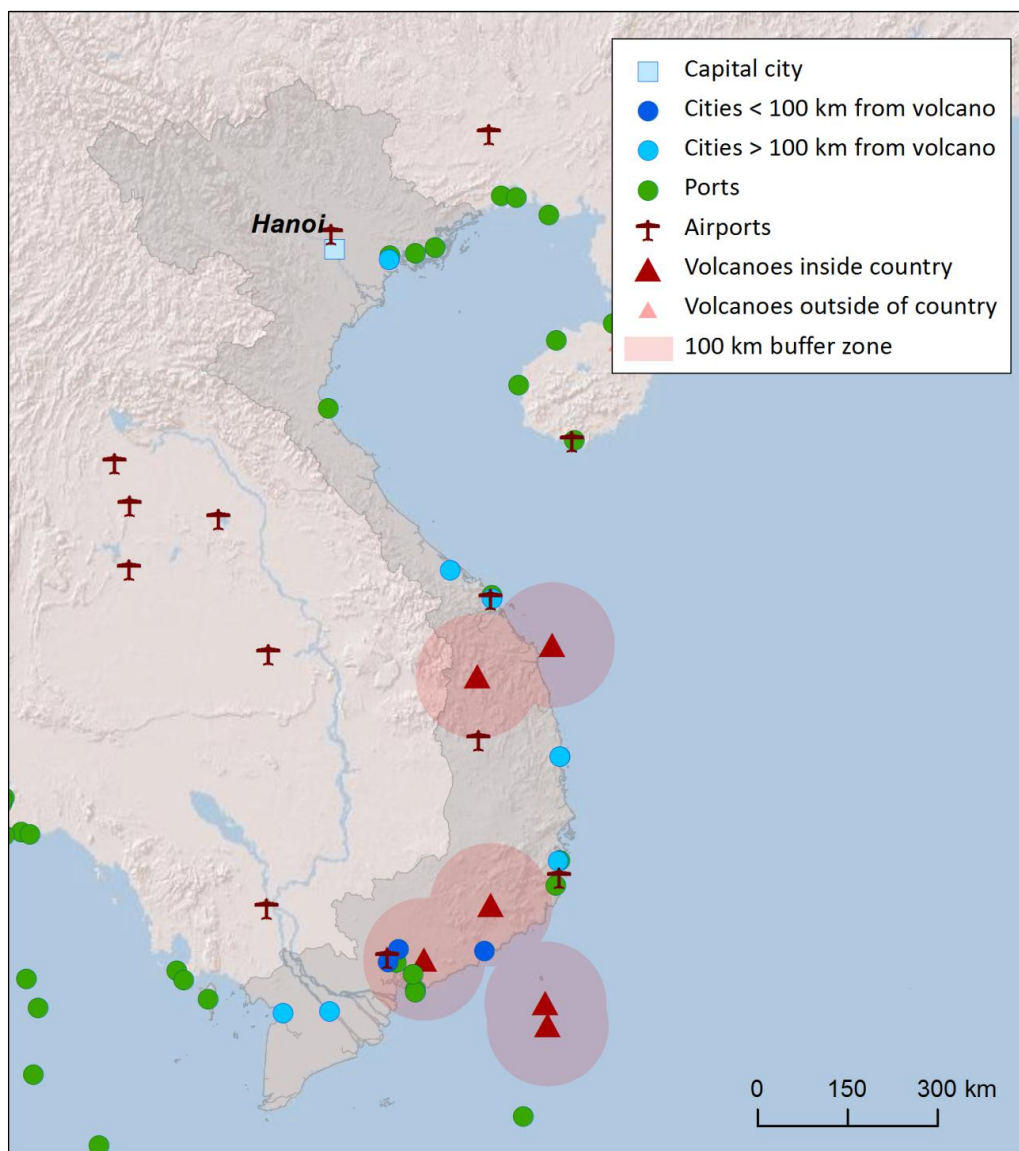 Capital city
Cities < 100 km from volcano
Cities > 100 km from volcano
Ports
Airports
Volcanoes inside country
Volcanoes outside of country
100 km buffer zone
Hanoi
0 150 300 km